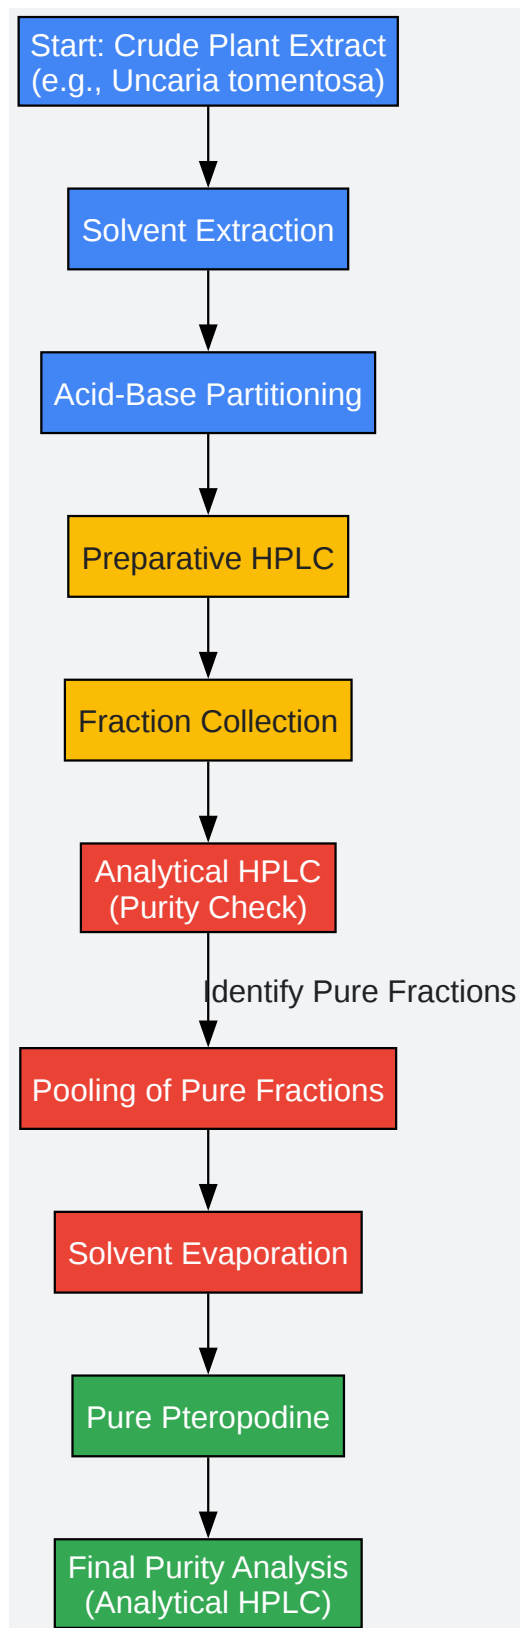 Start: Crude Plant Extract
(e.g., Uncaria tomentosa)
Solvent Extraction
Acid-Base Partitioning
Preparative HPLC
Fraction Collection
Analytical HPLC
(Purity Check)
Identify Pure Fractions
Pooling of Pure Fractions
Solvent Evaporation
Pure Pteropodine
Final Purity Analysis
(Analytical HPLC)